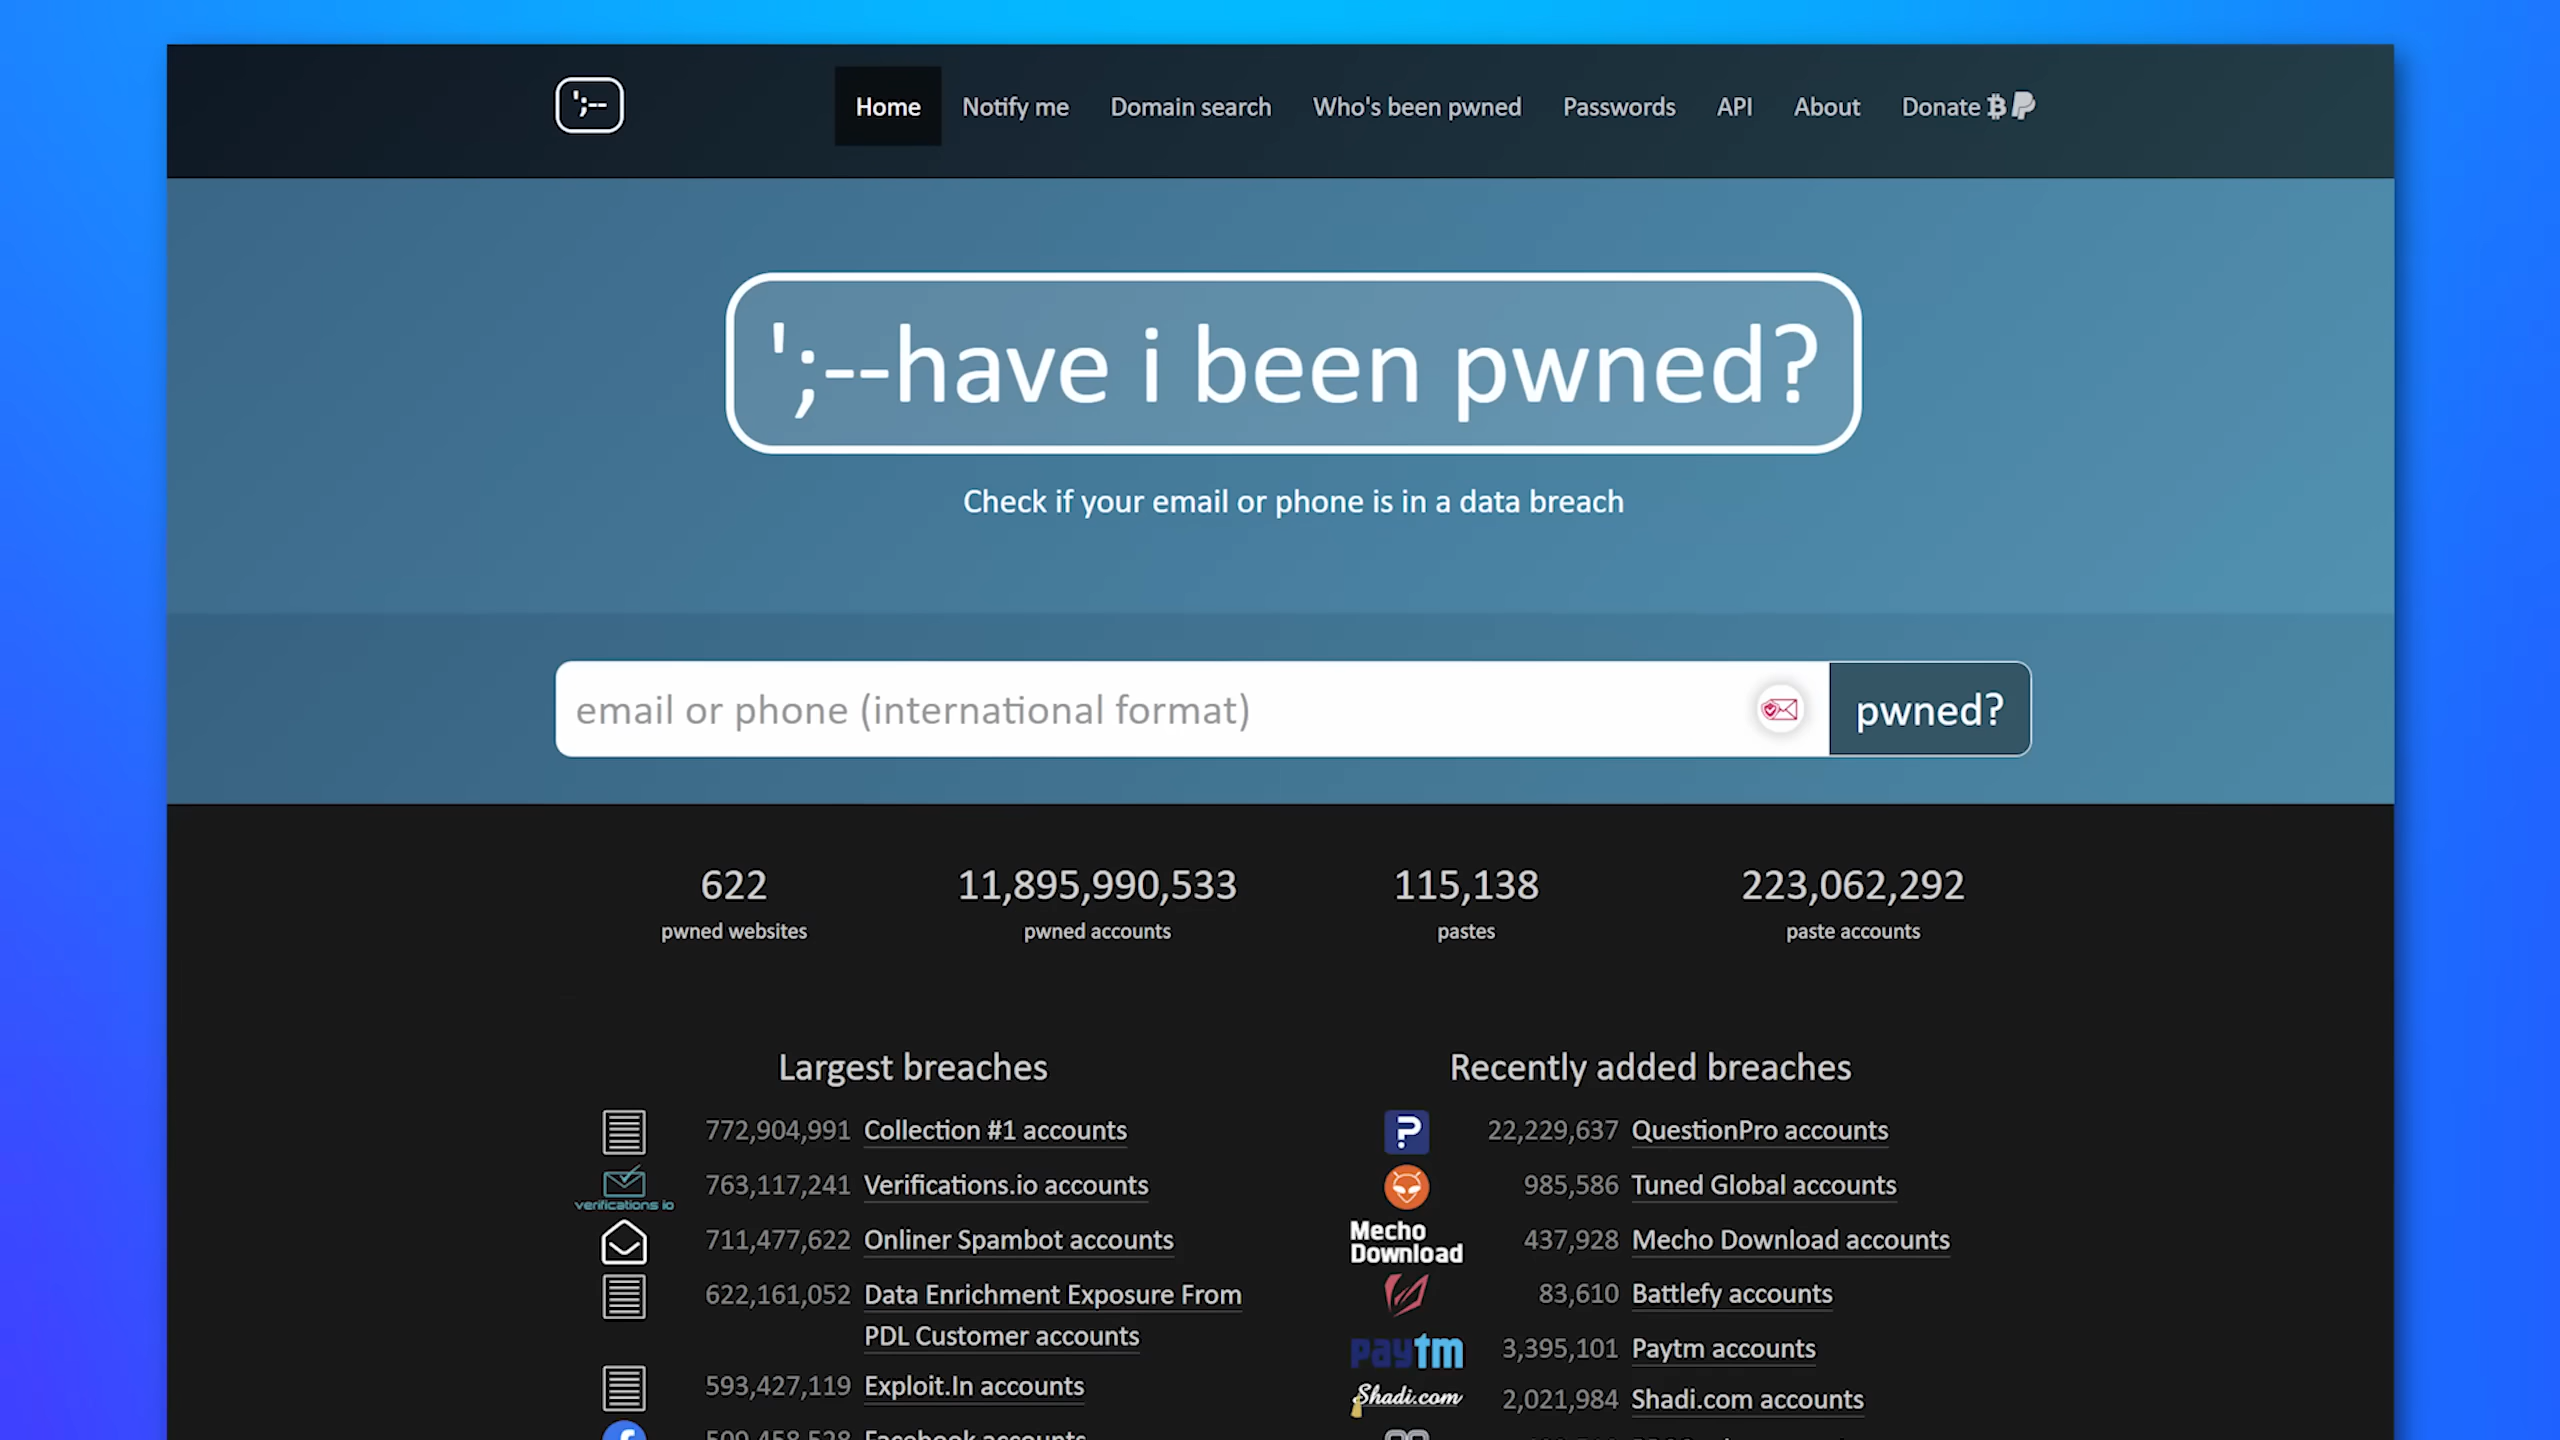 ';--
Home Notify me Domain search Who's been pwned Passwords API About Donate
';--have i been pwned?
Check if your email or phone is in a data breach
email or phone (international format) pwned?
622 11,895,990,533 115,138 223,062,292
pwned websites pwned accounts pastes paste accounts
Largest breaches
772,904,991 Collection #1 accounts
verifications io 763,117,241 Verifications.io accounts
711,477,622 Onliner Spambot accounts
622,161,052 Data Enrichment Exposure From
PDL Customer accounts
593,427,119 Exploit.In accounts
509,458,528 Facebook accounts
Recently added breaches
22,229,637 QuestionPro accounts
985,586 Tuned Global accounts
Mecho
Download 437,928 Mecho Download accounts
83,610 Battlefy accounts
paytm 3,395,101 Paytm accounts
Shadi.com 2,021,984 Shadi.com accounts